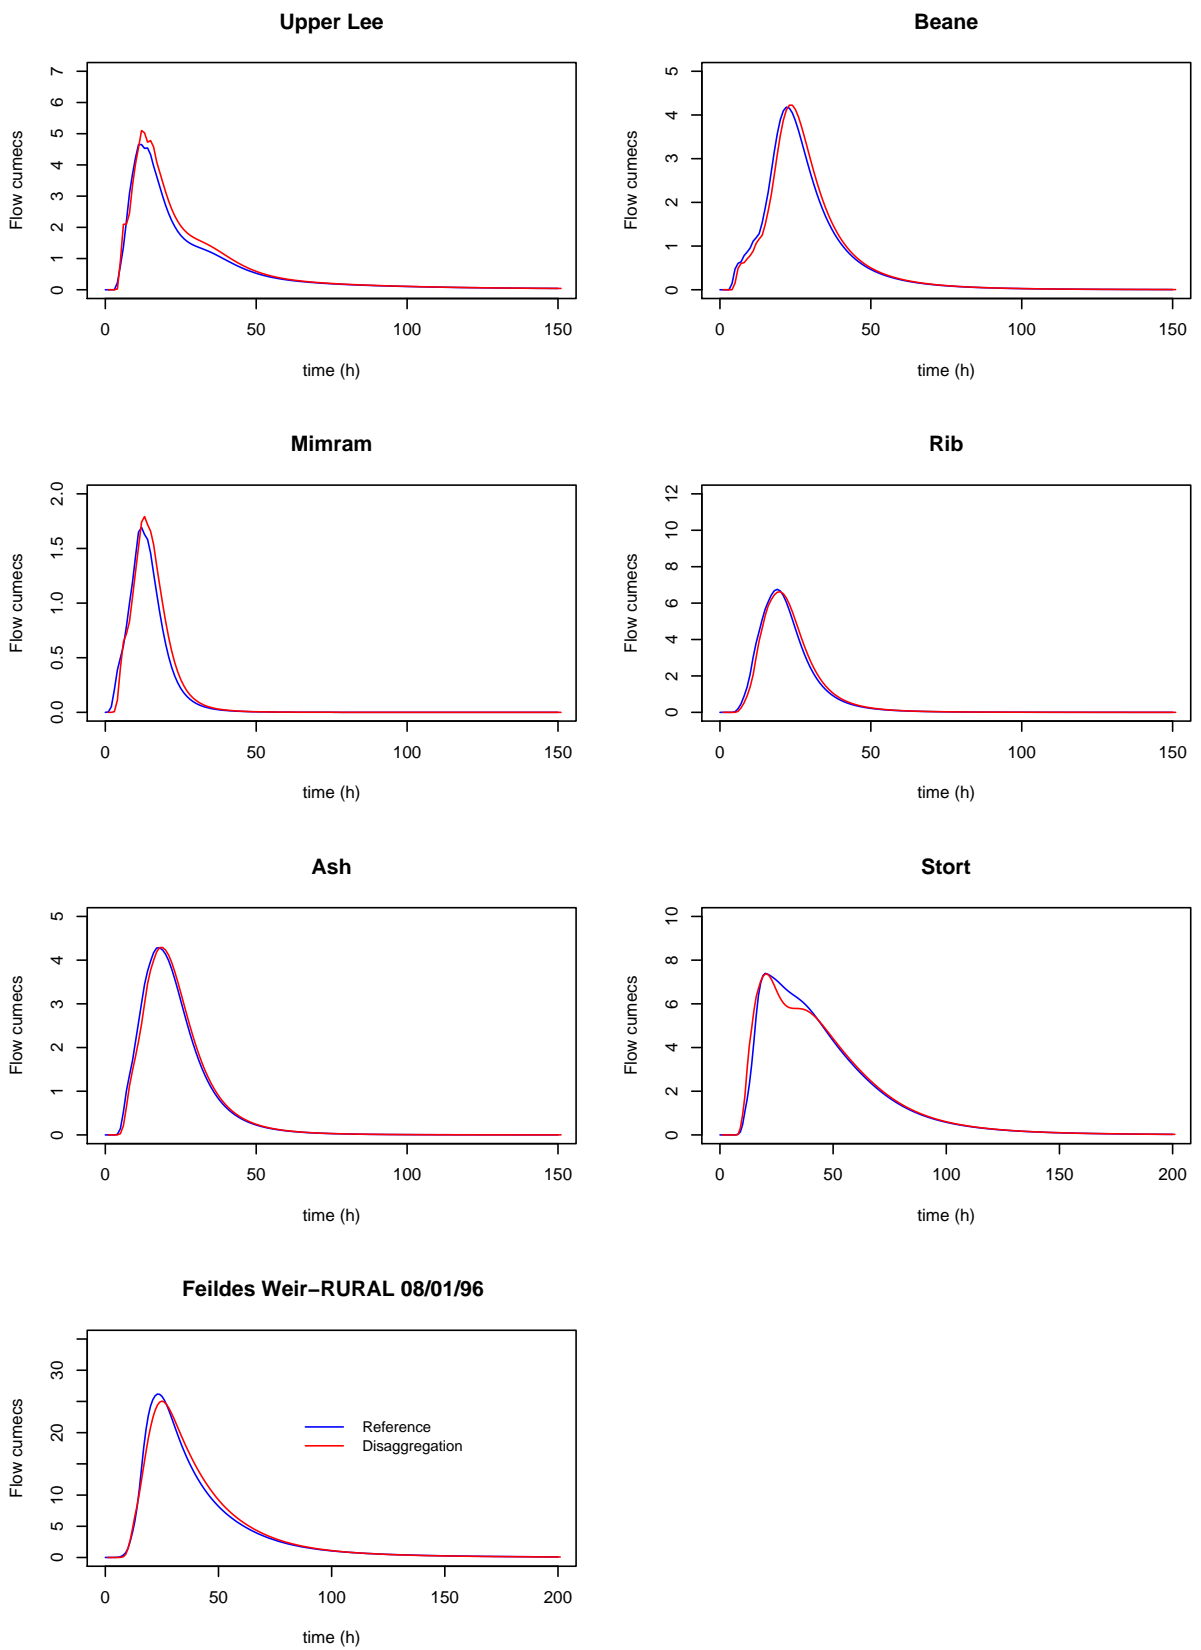 Upper Lee
Flow cumecs
0 1 2 3 4 5 6 7
0 50 100 150
time (h)
Beane
Flow cumecs
0 1 2 3 4 5
0 50 100 150
time (h)
Mimram
Flow cumecs
0.0 0.5 1.0 1.5 2.0
0 50 100 150
time (h)
Rib
Flow cumecs
0 2 4 6 8 10 12
0 50 100 150
time (h)
Ash
Flow cumecs
0 1 2 3 4 5
0 50 100 150
time (h)
Stort
Flow cumecs
0 2 4 6 8 10
0 50 100 150 200
time (h)
Feildes Weir−RURAL 08/01/96
Flow cumecs
0 5 10 20 30
Reference
Disaggregation
0 50 100 150 200
time (h)